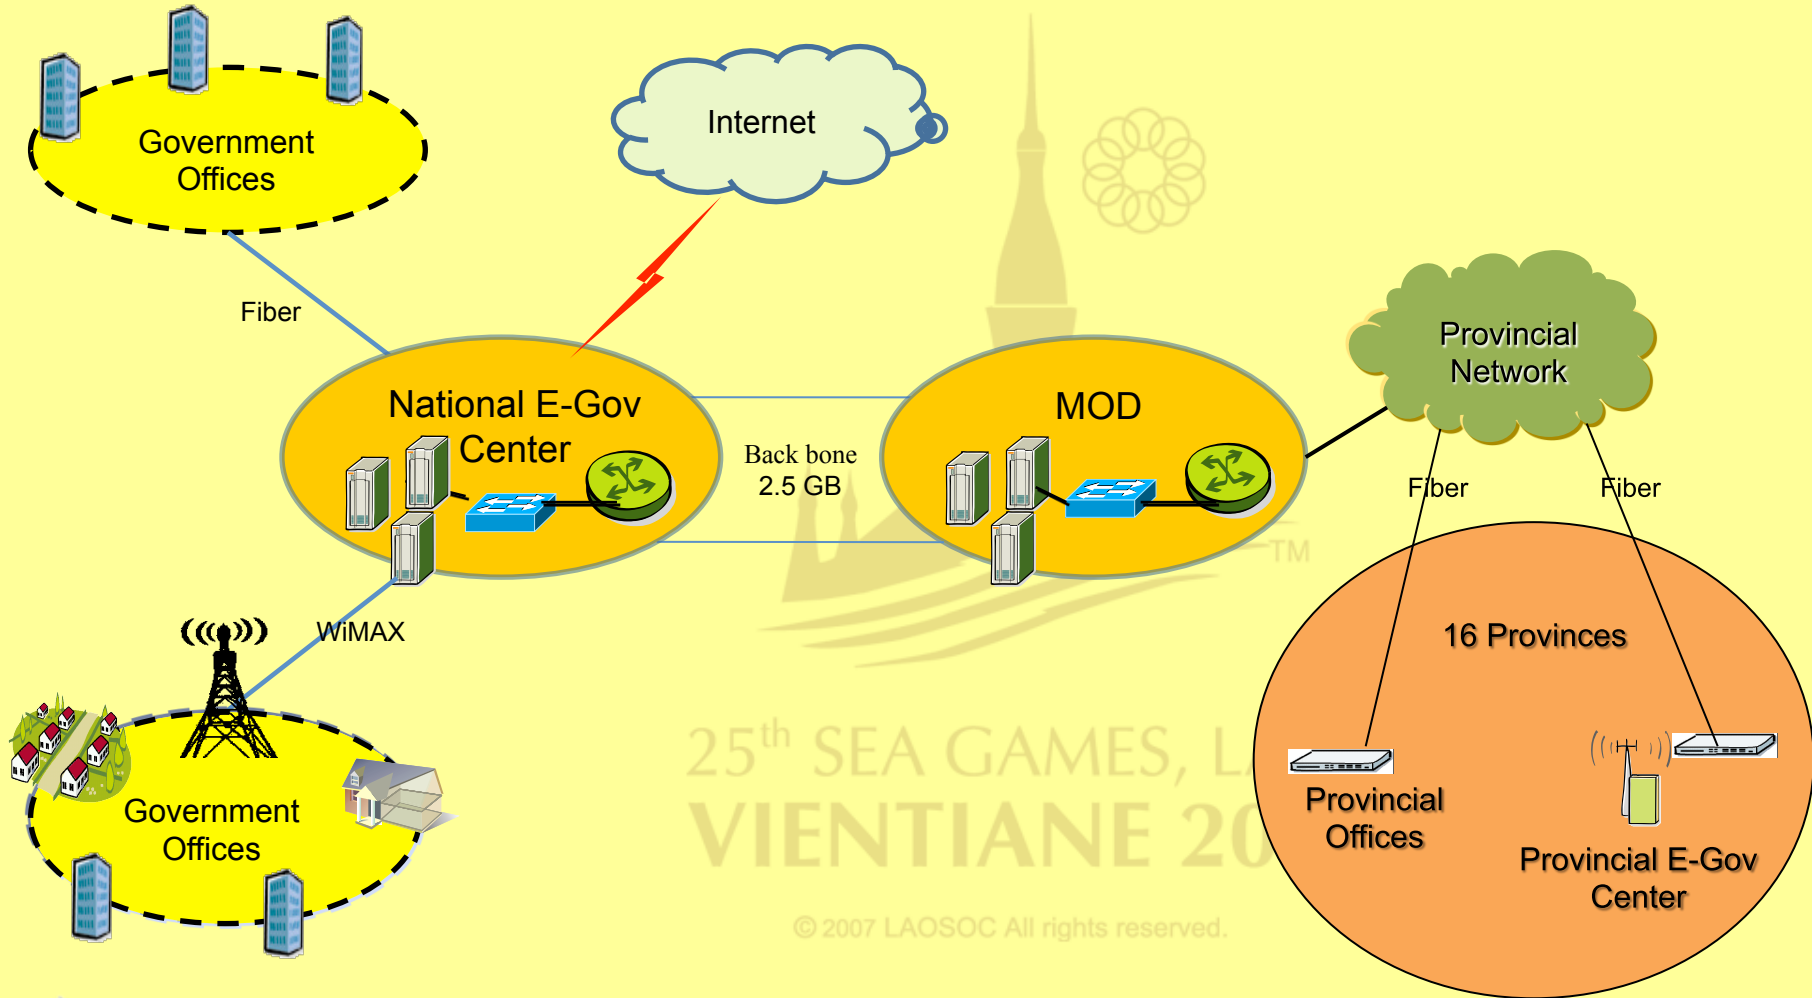 Government
Offices
Internet
Fiber
National E-Gov
Center
Back bone
2.5 GB
MOD
Provincial
Network
Fiber
Fiber
TM
WiMAX
16 Provinces
Government
Offices
Provincial
Offices
Provincial E-Gov
Center
25th SEA GAMES, L
VIENTIANE 20
© 2007 LAOSOC All rights reserved.